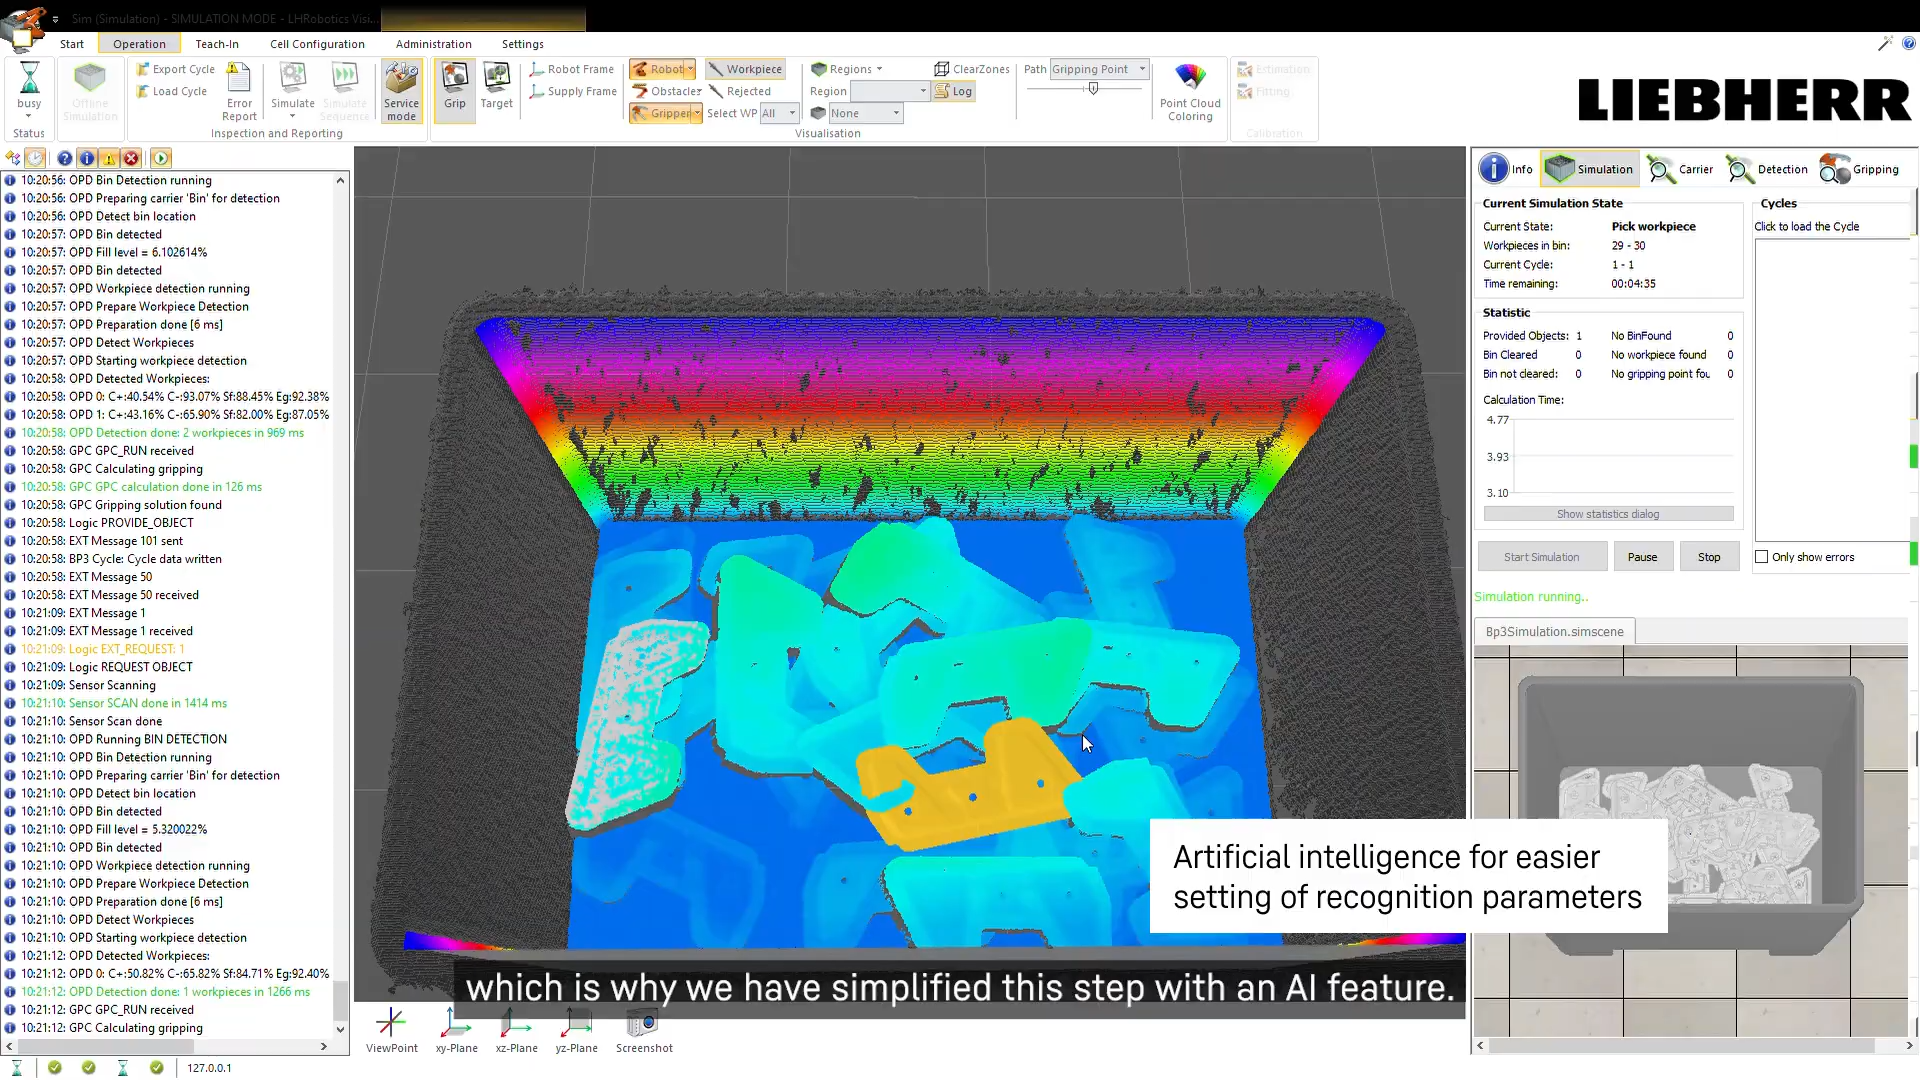 Sim (Simulation) - SIMULATION MODE - LHRobotics Visi...
Start
Operation
Teach-In
Cell Configuration
Administration
Settings
busy
Status
Offline
Simulation
Export Cycle
Load Cycle
Error
Report
Simulate
Simulate
Sequence
Service
mode
Inspection and Reporting
Grip
Target
Robot Frame
Supply Frame
Robot
Obstacles
Gripper
Workpiece
Rejected
Select WP
All
Regions
Region
None
ClearZones
Log
Path
Gripping Point
Visualisation
Point Cloud
Coloring
Estimation
Fitting
Calibration
LIEBHERR
10:20:56: OPD Bin Detection running
10:20:56: OPD Preparing carrier 'Bin' for detection
10:20:56: OPD Detect bin location
10:20:57: OPD Bin detected
10:20:57: OPD Fill level = 6.102614%
10:20:57: OPD Bin detected
10:20:57: OPD Workpiece detection running
10:20:57: OPD Prepare Workpiece Detection
10:20:57: OPD Preparation done [6 ms]
10:20:57: OPD Detect Workpieces
10:20:57: OPD Starting workpiece detection
10:20:58: OPD Detected Workpieces:
10:20:58: OPD 0: C+:40.54% C-:93.07% Sf:88.45% Eg:92.38%
10:20:58: OPD 1: C+:43.16% C-:65.90% Sf:82.00% Eg:87.05%
10:20:58: OPD Detection done: 2 workpieces in 969 ms
10:20:58: GPC GPC_RUN received
10:20:58: GPC Calculating gripping
10:20:58: GPC GPC calculation done in 126 ms
10:20:58: GPC Gripping solution found
10:20:58: Logic PROVIDE_OBJECT
10:20:58: EXT Message 101 sent
10:20:58: BP3 Cycle: Cycle data written
10:20:58: EXT Message 50
10:20:58: EXT Message 50 received
10:21:09: EXT Message 1
10:21:09: EXT Message 1 received
10:21:09: Logic EXT_REQUEST: 1
10:21:09: Logic REQUEST OBJECT
10:21:09: Sensor Scanning
10:21:10: Sensor SCAN done in 1414 ms
10:21:10: Sensor Scan done
10:21:10: OPD Running BIN DETECTION
10:21:10: OPD Bin Detection running
10:21:10: OPD Preparing carrier 'Bin' for detection
10:21:10: OPD Detect bin location
10:21:10: OPD Bin detected
10:21:10: OPD Fill level = 5.320022%
10:21:10: OPD Bin detected
10:21:10: OPD Workpiece detection running
10:21:10: OPD Prepare Workpiece Detection
10:21:10: OPD Preparation done [6 ms]
10:21:10: OPD Detect Workpieces
10:21:10: OPD Starting workpiece detection
10:21:12: OPD Detected Workpieces:
10:21:12: OPD 0: C+:50.82% C-:65.82% Sf:84.71% Eg:92.40%
10:21:12: OPD Detection done: 1 workpieces in 1266 ms
10:21:12: GPC GPC_RUN received
10:21:12: GPC Calculating gripping
127.0.0.1
Info
Simulation
Carrier
Detection
Gripping
Current Simulation State
Current State: Pick workpiece
Workpieces in bin: 29 - 30
Current Cycle: 1 - 1
Time remaining: 00:04:35
Statistic
Provided Objects: 1 No BinFound 0
Bin Cleared 0 No workpiece found 0
Bin not cleared: 0 No gripping point fou 0
Calculation Time:
4.77
3.93
3.10
Show statistics dialog
Start Simulation
Pause
Stop
Simulation running..
Cycles
Click to load the Cycle
Only show errors
Bp3Simulation.simscene
Artificial intelligence for easier
setting of recognition parameters
which is why we have simplified this step with an AI feature.
ViewPoint
xy-Plane
xz-Plane
yz-Plane
Screenshot